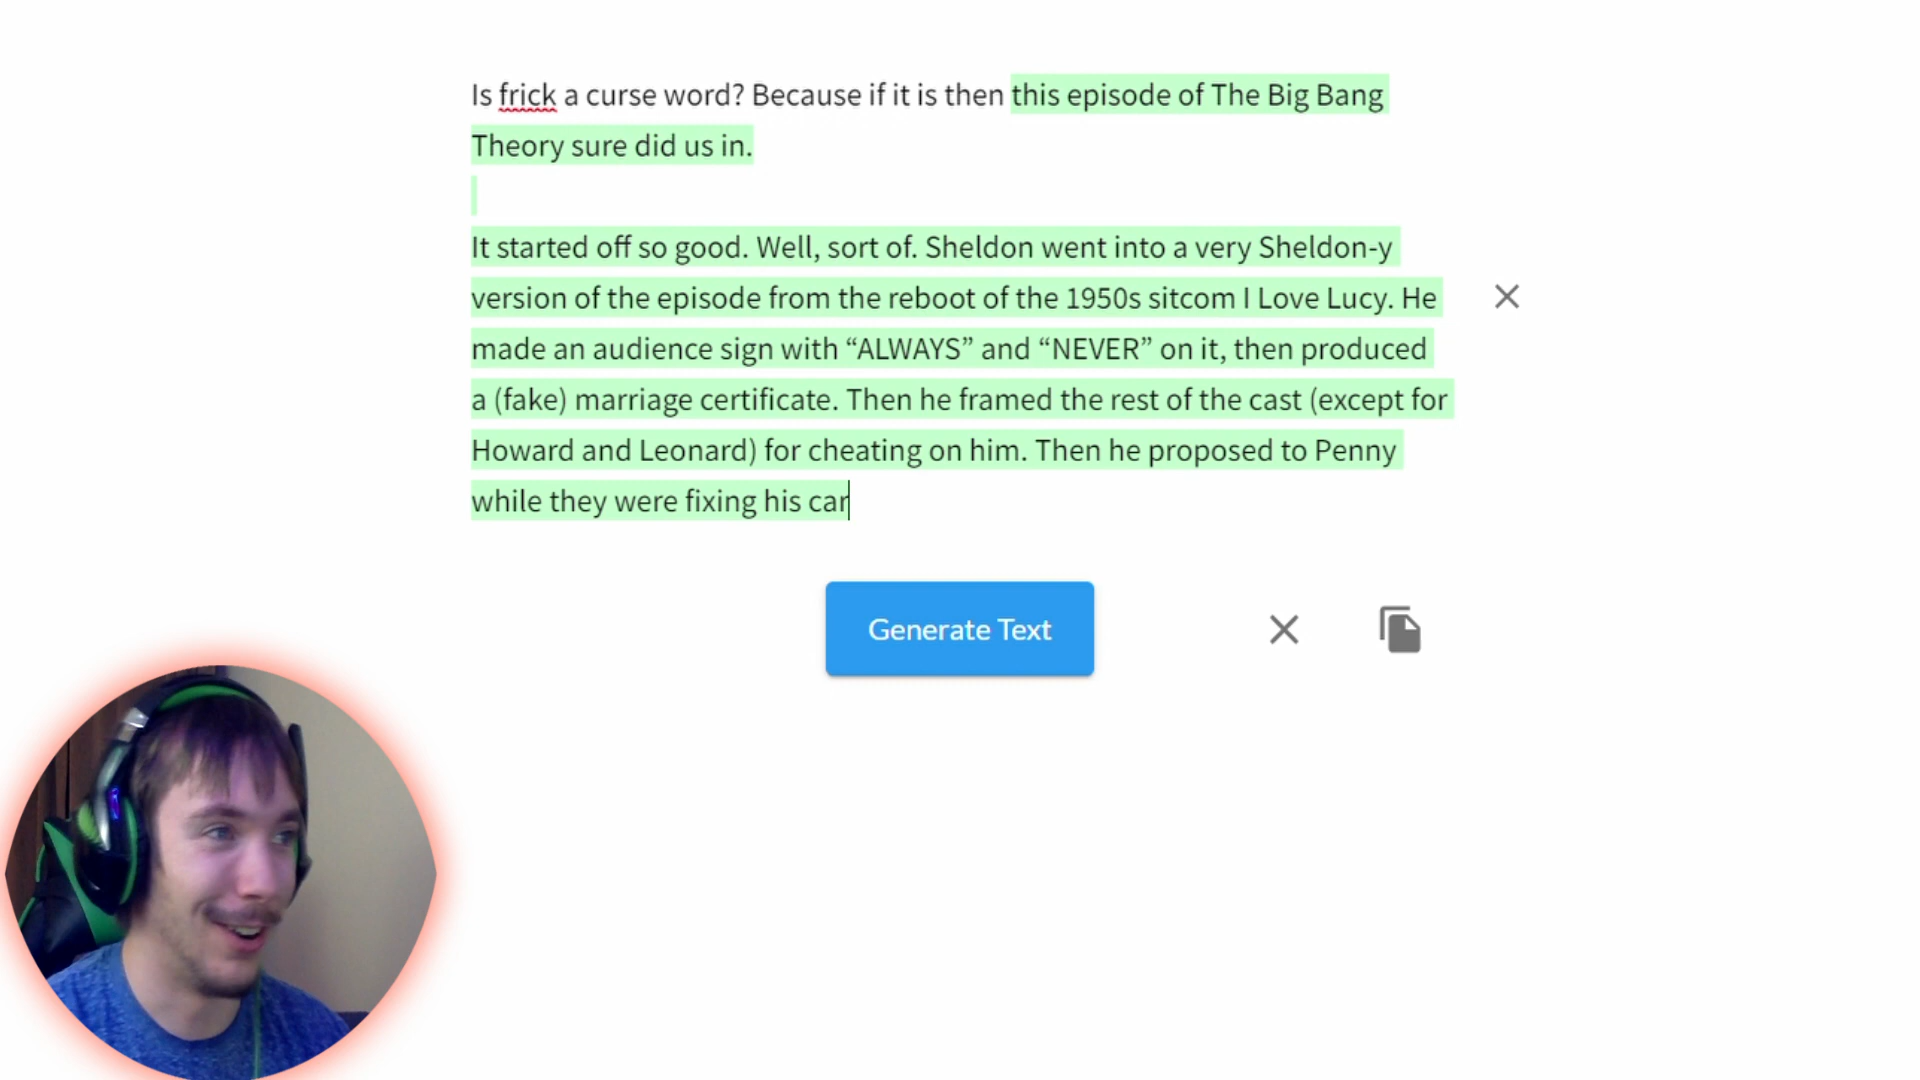 Is frick a curse word? Because if it is then this episode of The Big Bang
Theory sure did us in.
It started off so good. Well, sort of. Sheldon went into a very Sheldon-y
version of the episode from the reboot of the 1950s sitcom I Love Lucy. He
made an audience sign with “ALWAYS” and “NEVER” on it, then produced
a (fake) marriage certificate. Then he framed the rest of the cast (except for
Howard and Leonard) for cheating on him. Then he proposed to Penny
while they were fixing his car
Generate Text